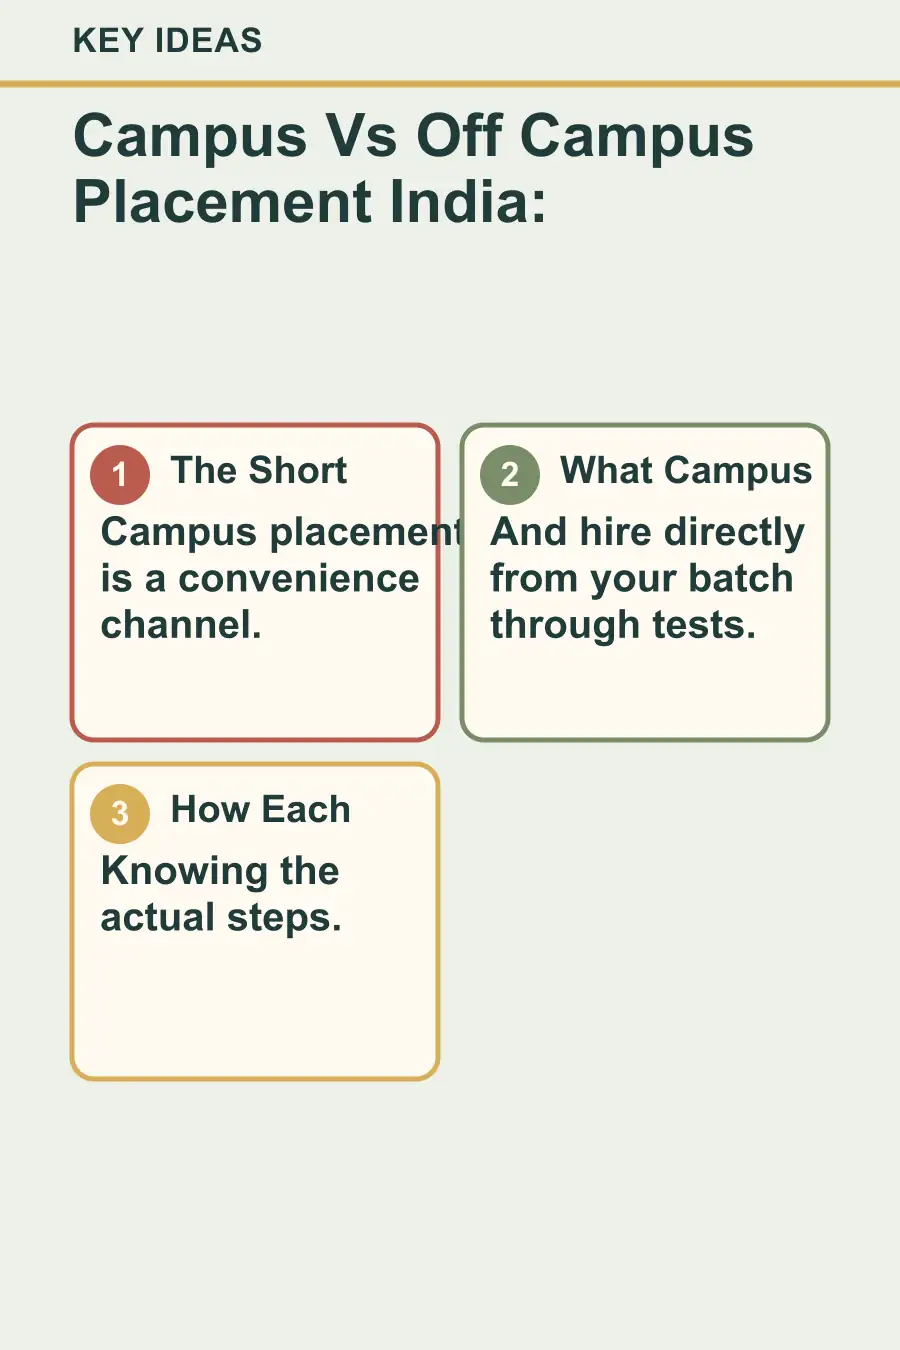 KEY IDEAS
Campus Vs Off Campus
Placement India:
1
The Short
Campus placement
is a convenience
channel.
2
What Campus
And hire directly
from your batch
through tests.
3
How Each
Knowing the
actual steps.